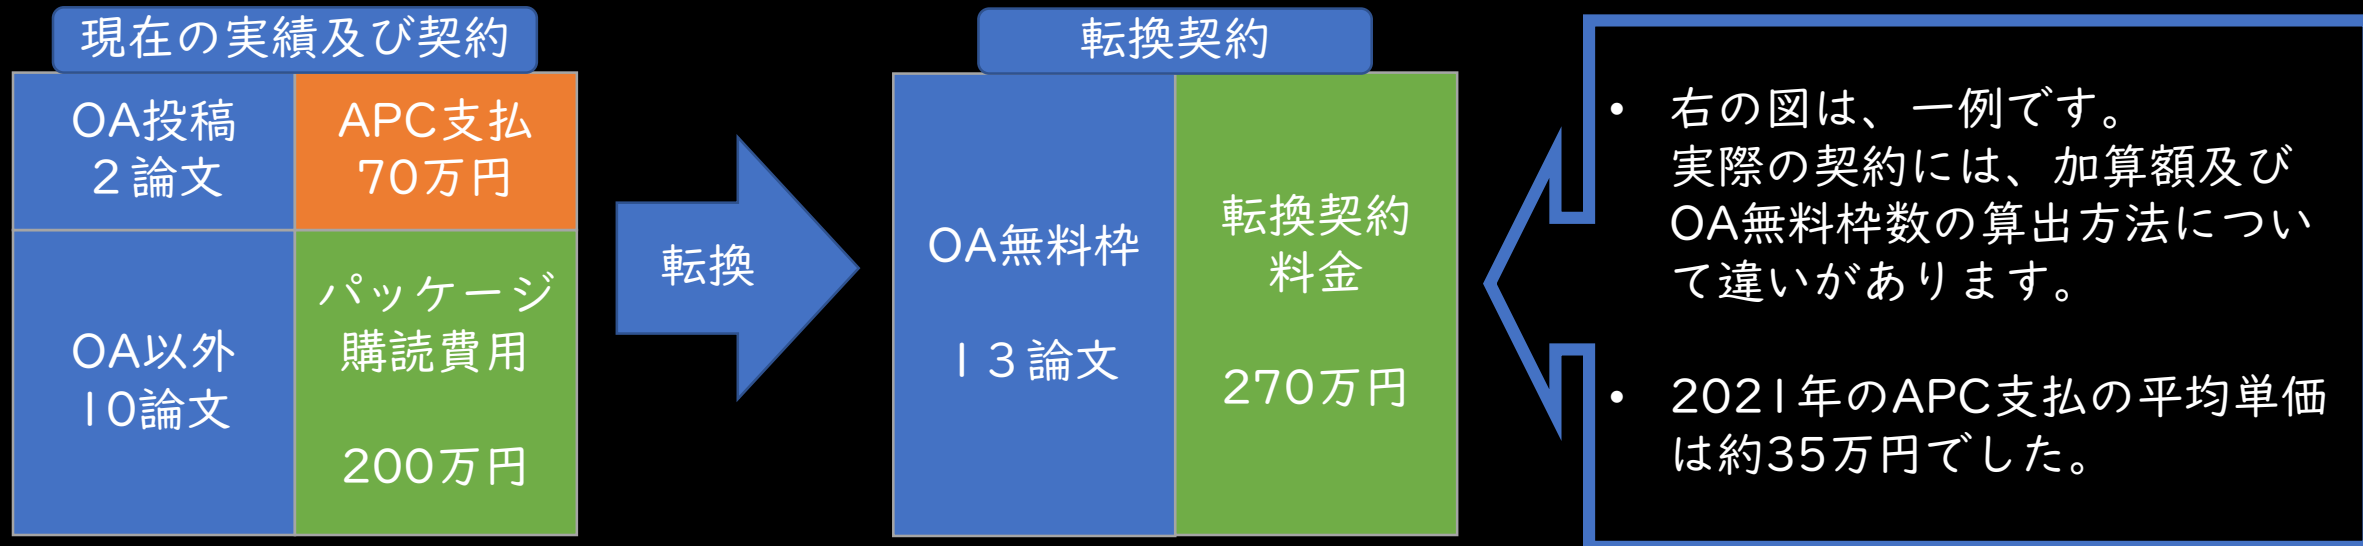 現在の実績及び契約
OA投稿
２論文
APC支払
70万円
OA以外
10論文
パッケージ
購読費用
200万円
転換
転換契約
OA無料枠
１３論文
転換契約
料金
270万円
• 右の図は、一例です。
実際の契約には、加算額及び
OA無料枠数の算出方法につい
て違いがあります。
• 2021年のAPC支払の平均単価
は約35万円でした。